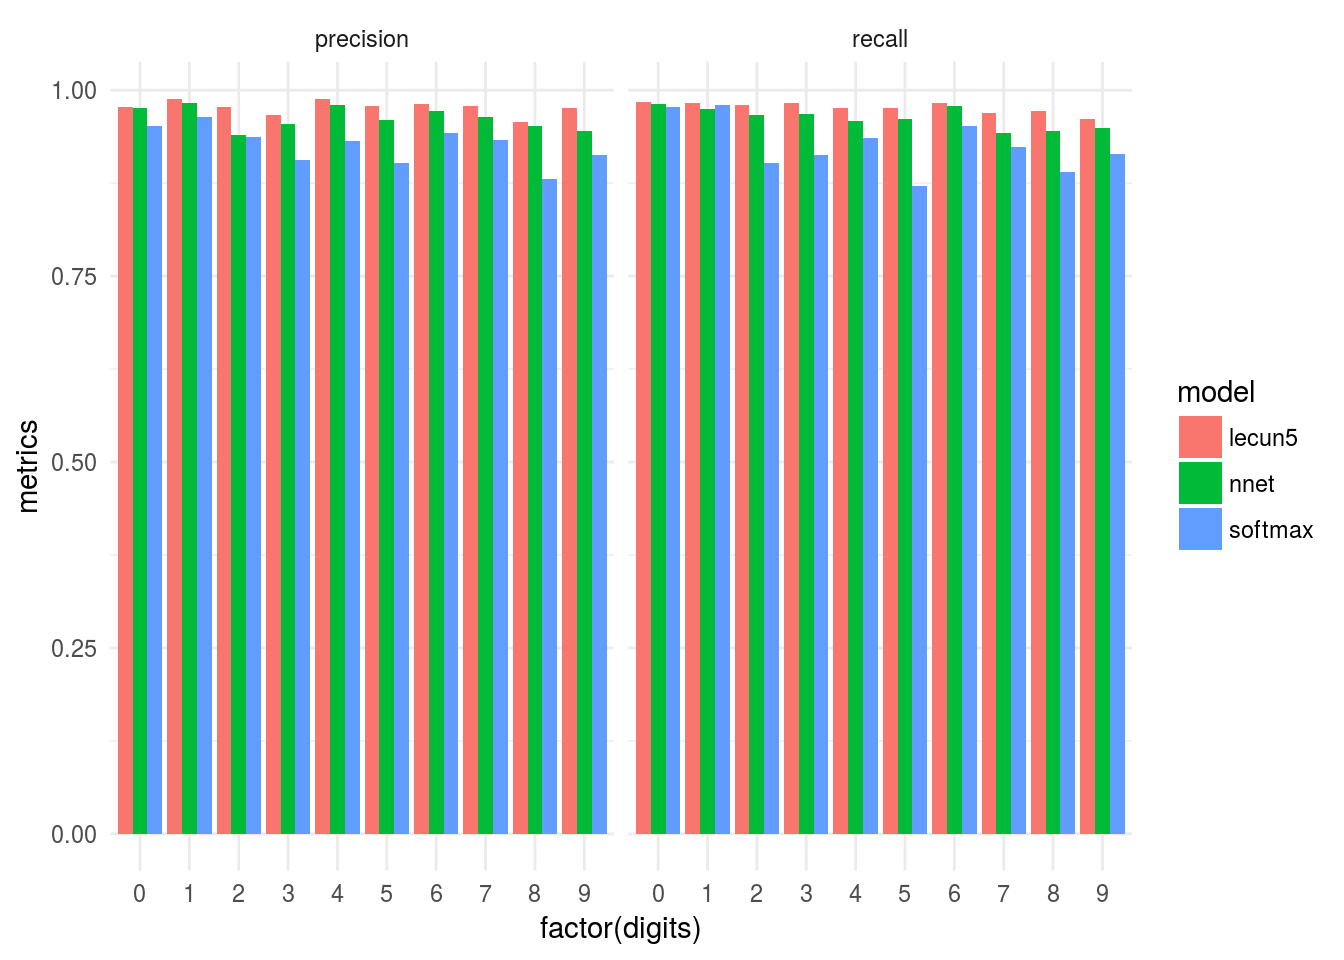 precision
recall
1.00
0.75
0.50
0.25
0.00
metrics
0 1 2 3 4 5 6 7 8 9
0 1 2 3 4 5 6 7 8 9
factor(digits)
model
lecun5
nnet
softmax